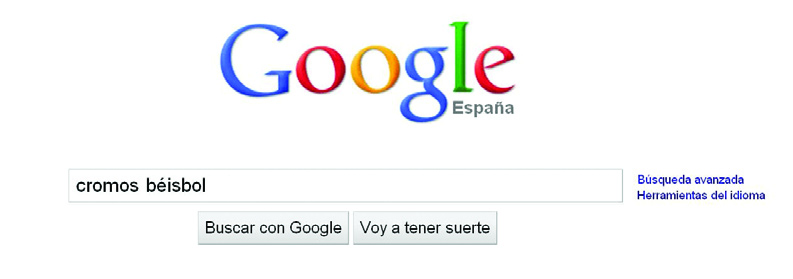 Google
España
cromos béisbol
Búsqueda avanzada
Herramientas del idioma
Buscar con Google
Voy a tener suerte